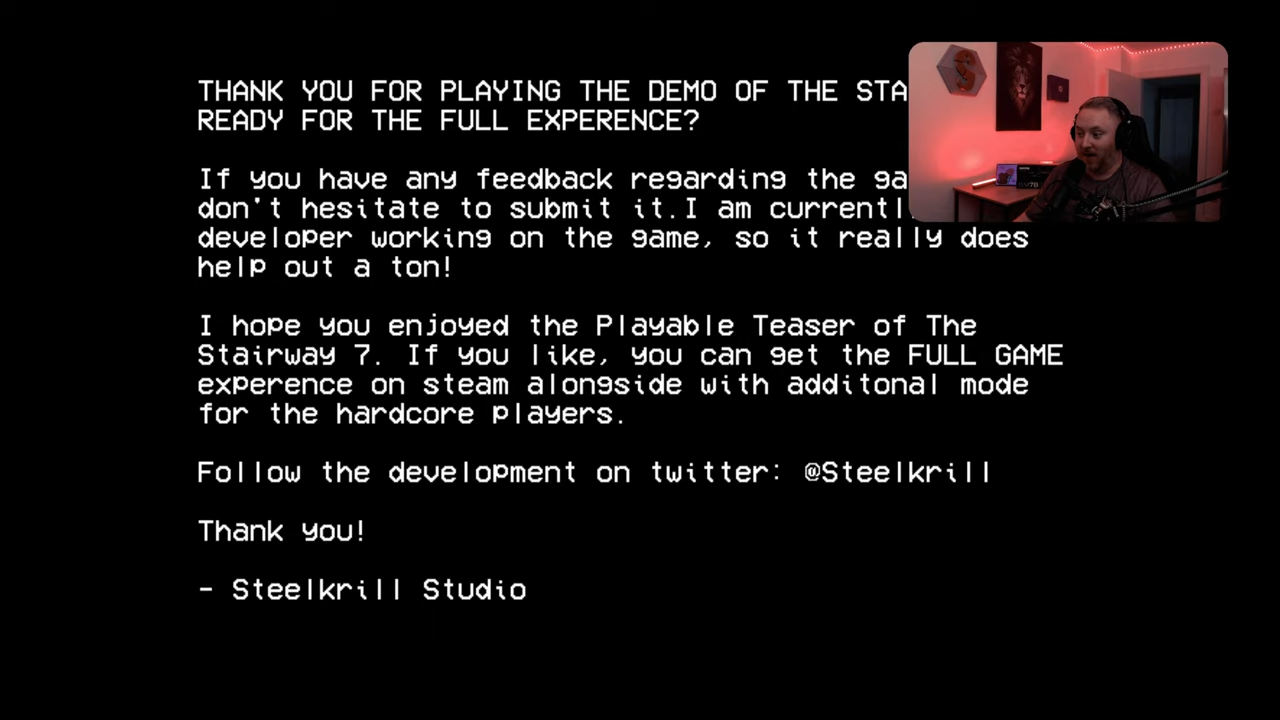 THANK YOU FOR PLAYING THE DEMO OF THE
READY FOR THE FULL EXPERENCE?
If you have any feedback regarding the
don't hesitate to submit it.I am
developer working on the game, so it really does
help out a ton!
I hope you enjoyed the Playable Teaser of The
Stairway 7. If you like, you can get the FULL GAME
experence on steam alongside with additonal mode
for the hardcore players.
Follow the development on twitter: @Steelkrill
Thank you!
- Steelkrill Studio